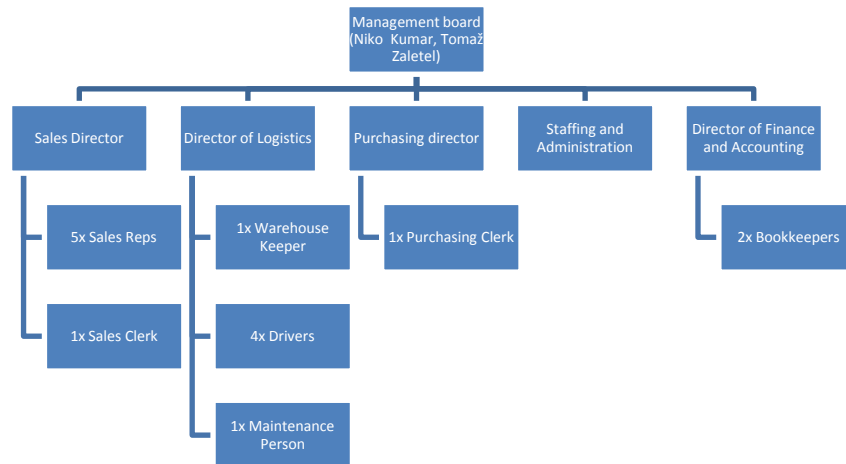 Management board
(Niko Kumar, Tomaž
Zaletel)
Sales Director
Director of Logistics
Purchasing director
Staffing and
Administration
Director of Finance
and Accounting
5x Sales Reps
1x Warehouse
Keeper
1x Purchasing Clerk
2x Bookkeepers
1x Sales Clerk
4x Drivers
1x Maintenance
Person